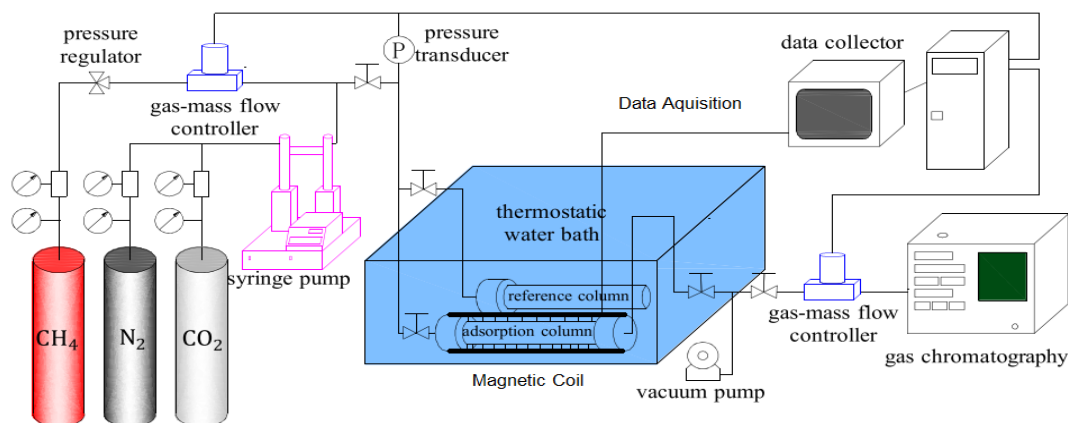 pressure
regulator
gas-mass flow
controller
P
pressure
transducer
data collector
Data Aquisition
thermostatic
water bath
syringe pump
reference column
adsorption column
CH4
N2
CO2
Magnetic Coil
vacuum pump
gas-mass flow
controller
gas chromatography